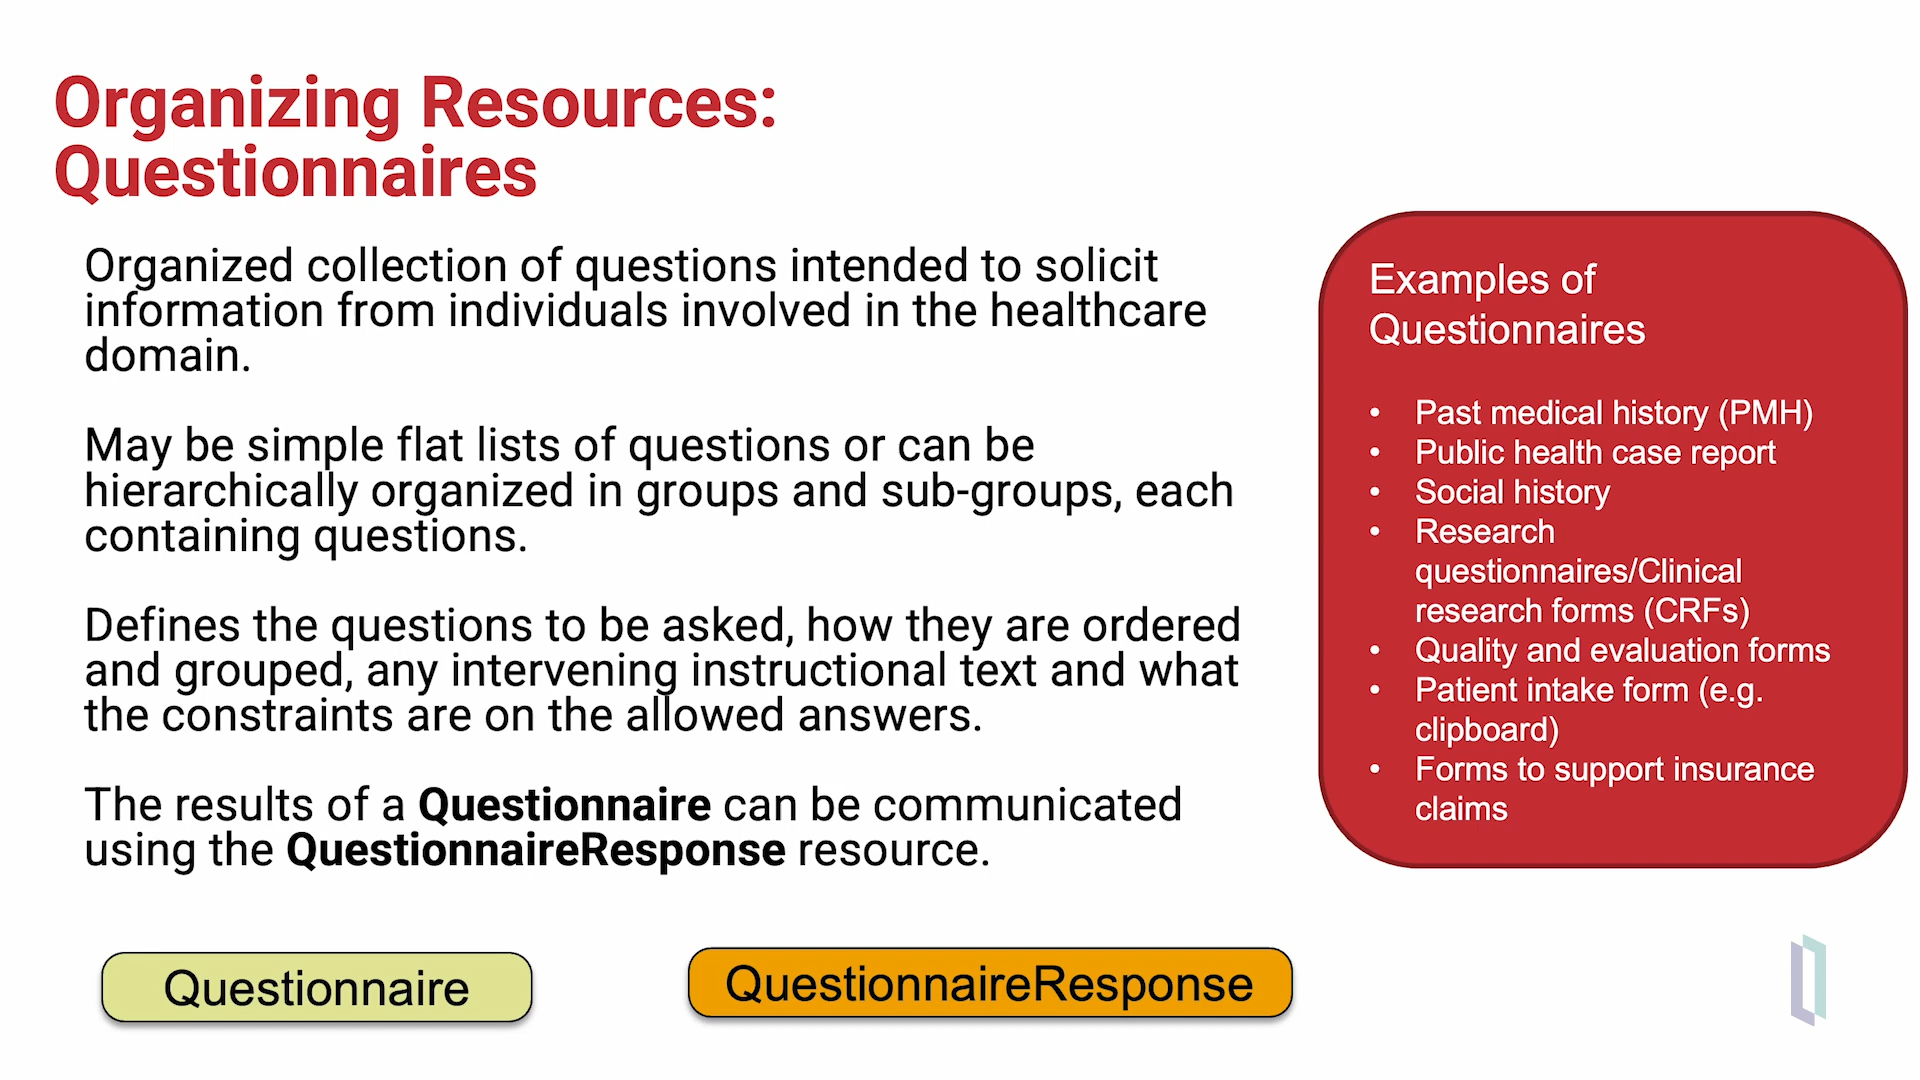 Organizing Resources:
Questionnaires
Organized collection of questions intended to solicit
information from individuals involved in the healthcare
domain.
May be simple flat lists of questions or can be
hierarchically organized in groups and sub-groups, each
containing questions.
Defines the questions to be asked, how they are ordered
and grouped, any intervening instructional text and what
the constraints are on the allowed answers.
The results of a Questionnaire can be communicated
using the QuestionnaireResponse resource.
Examples of
Questionnaires
• Past medical history (PMH)
• Public health case report
• Social history
• Research
questionnaires/Clinical
research forms (CRFs)
• Quality and evaluation forms
• Patient intake form (e.g.
clipboard)
• Forms to support insurance
claims
Questionnaire
QuestionnaireResponse